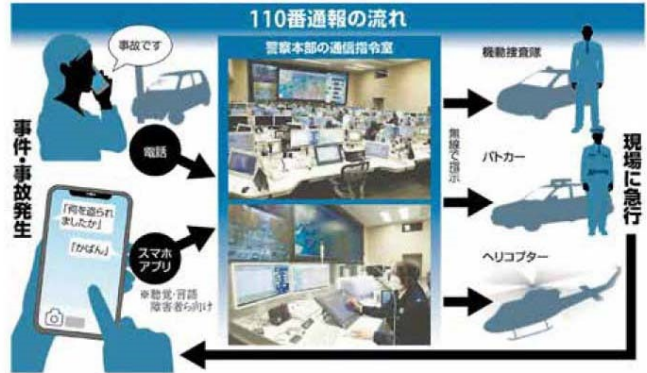 110番通報の流れ
事件・事故発生
事故です
電話
「何を盗られ
ましたか」
「かばん」
スマホ
アプリ
※聴覚・言語
障害者ら向け
警察本部の通信指令室
無線で指示
機動捜査隊
パトカー
ヘリコプター
現場に急行